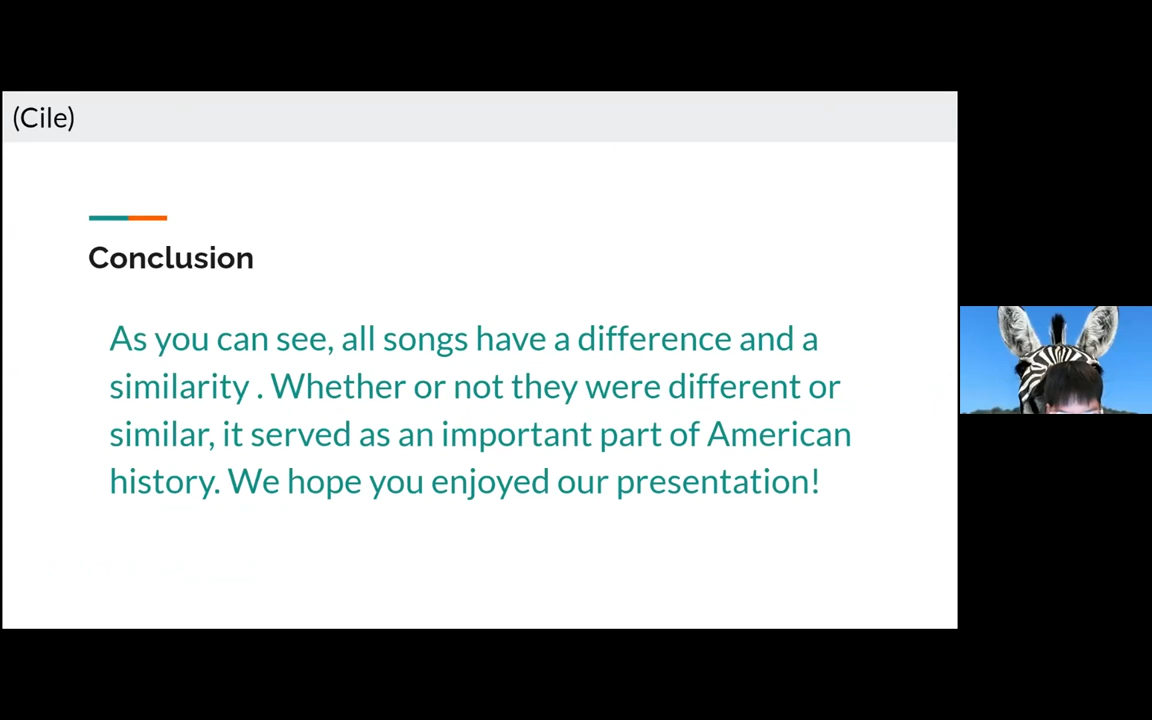 (Cile)
Conclusion
As you can see, all songs have a difference and a
similarity . Whether or not they were different or
similar, it served as an important part of American
history. We hope you enjoyed our presentation!